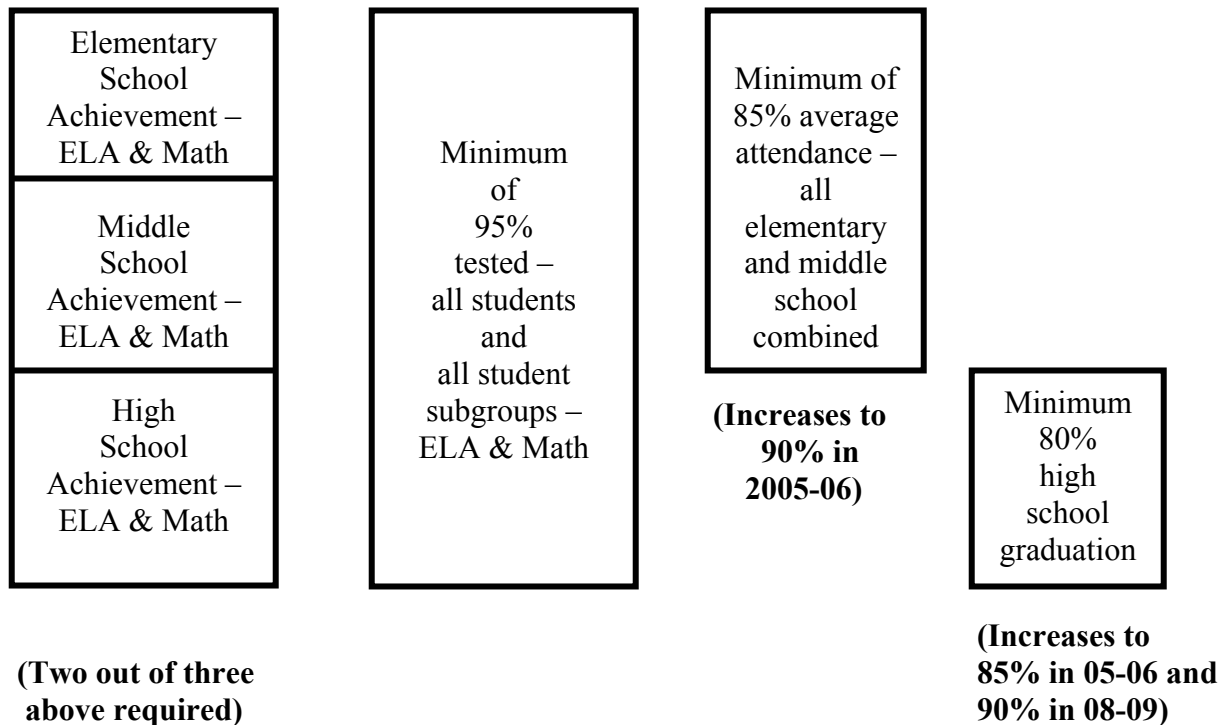 Elementary
School
Achievement –
ELA & Math
Middle
School
Achievement –
ELA & Math
High
School
Achievement –
ELA & Math
(Two out of three
above required)
Minimum
of
95%
tested –
all students
and
all student
subgroups –
ELA & Math
Minimum of
85% average
attendance –
all
elementary
and middle
school
combined
(Increases to
90% in
2005-06)
Minimum
80%
high
school
graduation
(Increases to
85% in 05-06 and
90% in 08-09)